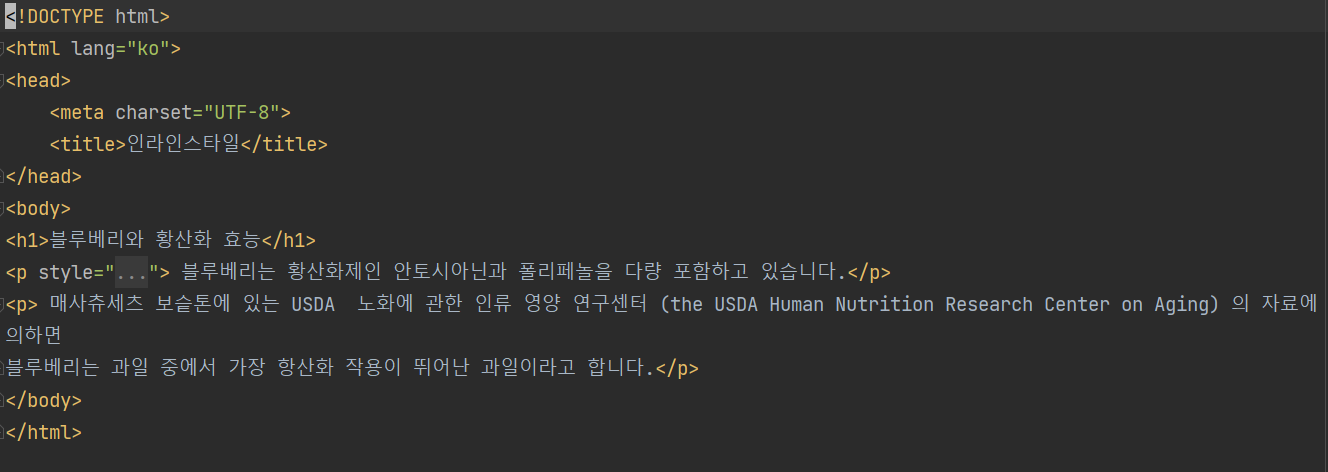 <!DOCTYPE html>
<html lang="ko">
<head>
    <meta charset="UTF-8">
    <title>인라인스타일</title>
</head>
<body>
<h1>블루베리와 황산화 효능</h1>
<p style="..."> 블루베리는 황산화제인 안토시아닌과 폴리페놀을 다량 포함하고 있습니다.</p>
<p> 매사츄세츠 보슽톤에 있는 USDA  노화에 관한 인류 영양 연구센터 (the USDA Human Nutrition Research Center on Aging) 의 자료에
의하면
블루베리는 과일 중에서 가장 항산화 작용이 뛰어난 과일이라고 합니다.</p>
</body>
</html>